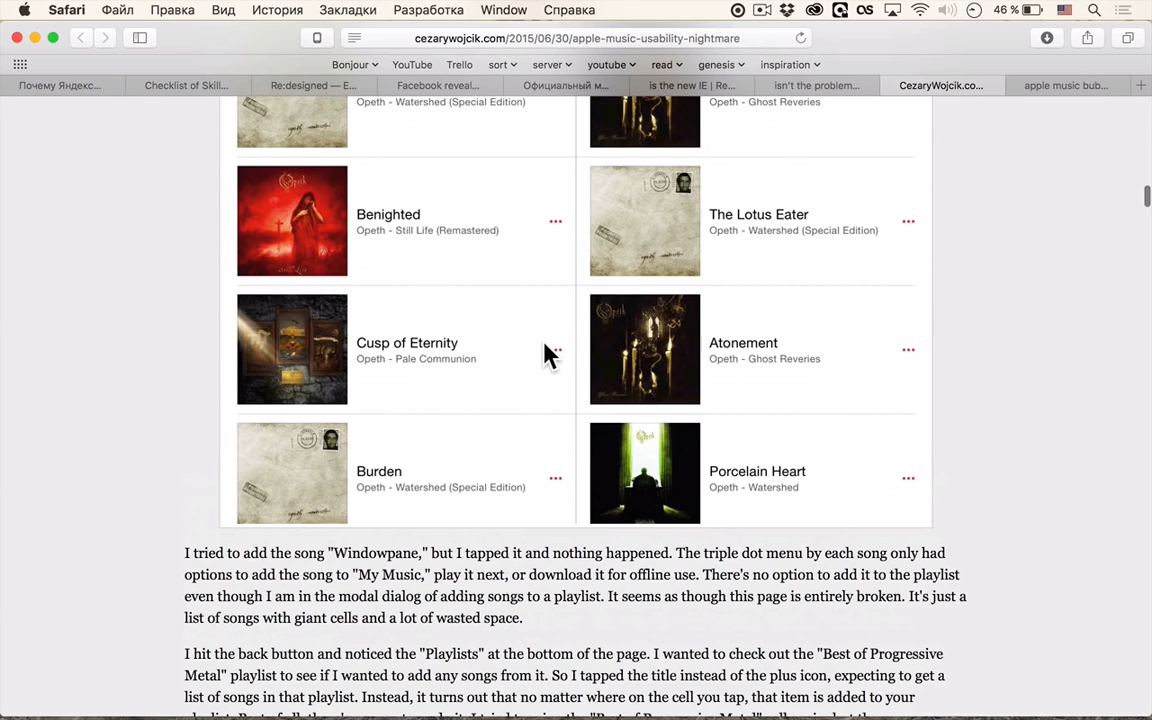 Safari Файл Правка Вид История Закладки Разработка Window Справка 46 %
cezarywojcik.com/2015/06/30/apple-music-usability-nightmare
Bonjour YouTube Trello sort server youtube read genesis inspiration
Почему Яндекс... Checklist of Skill... Re:designed — E... Facebook reveal... Официальный м... is the new IE | Re... isn't the problem... CezaryWojcik.co... apple music bub...
Opeth - Watershed (Special Edition) Opeth - Ghost Reveries
Benighted The Lotus Eater
Opeth - Still Life (Remastered) Opeth - Watershed (Special Edition)
Cusp of Eternity Atonement
Opeth - Pale Communion Opeth - Ghost Reveries
Burden Porcelain Heart
Opeth - Watershed (Special Edition) Opeth - Watershed
I tried to add the song "Windowpane," but I tapped it and nothing happened. The triple dot menu by each song only had
options to add the song to "My Music," play it next, or download it for offline use. There's no option to add it to the playlist
even though I am in the modal dialog of adding songs to a playlist. It seems as though this page is entirely broken. It's just a
list of songs with giant cells and a lot of wasted space.
I hit the back button and noticed the "Playlists" at the bottom of the page. I wanted to check out the "Best of Progressive
Metal" playlist to see if I wanted to add any songs from it. So I tapped the title instead of the plus icon, expecting to get a
list of songs in that playlist. Instead, it turns out that no matter where on the cell you tap, that item is added to your